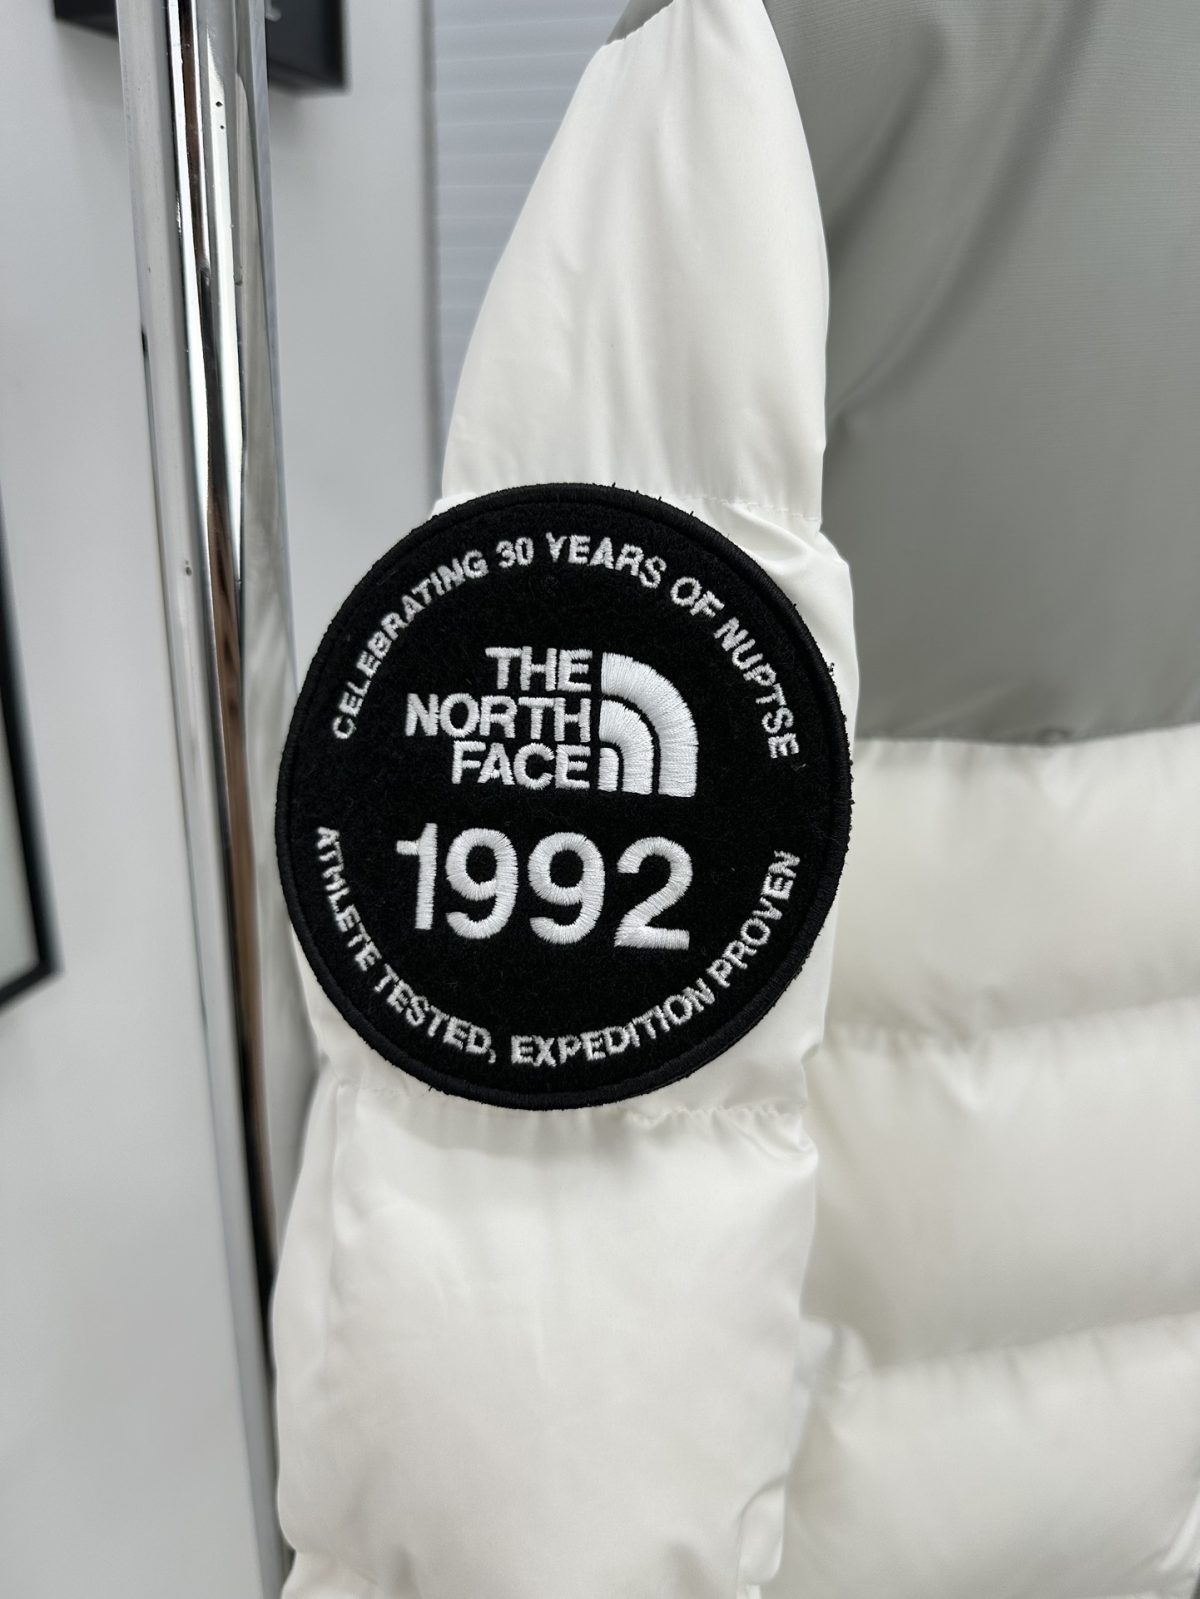 CELEBRATING 30 YEARS OF NUPTSE
THE
NORTH
FACE
1992
ATHLETE TESTED, EXPEDITION PROVEN